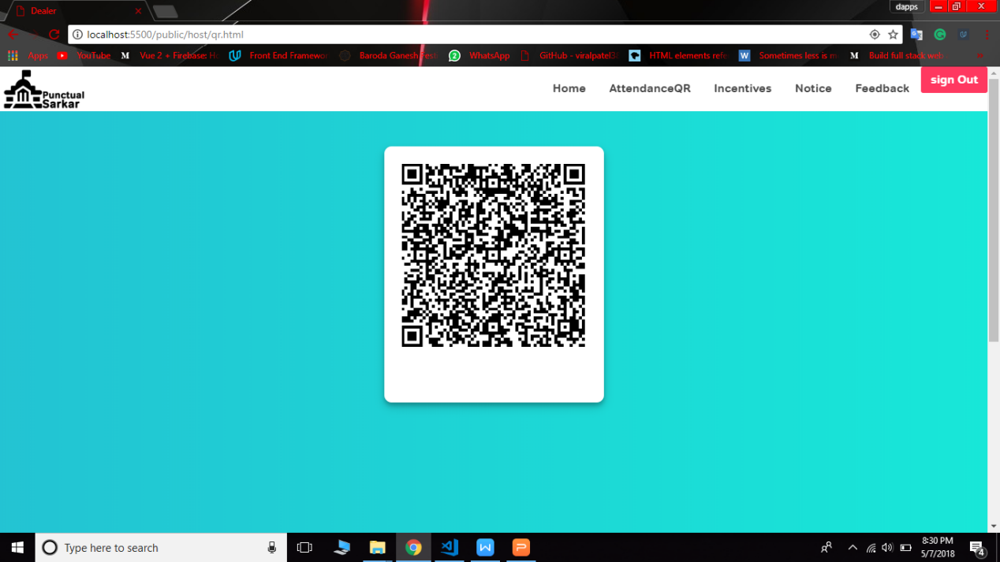 dapps
Dealer
localhost:5500/public/host/qr.html
Apps YouTube M Vue 2 + Firebase: Ho Front End Framewor Baroda Ganesh Fest 2 WhatsApp GitHub - viralpatel3 HTML elements refe W Sometimes less is m M Build full stack web »
Punctual
Sarkar
Home AttendanceQR Incentives Notice Feedback sign Out
Type here to search
8:30 PM
5/7/2018
4